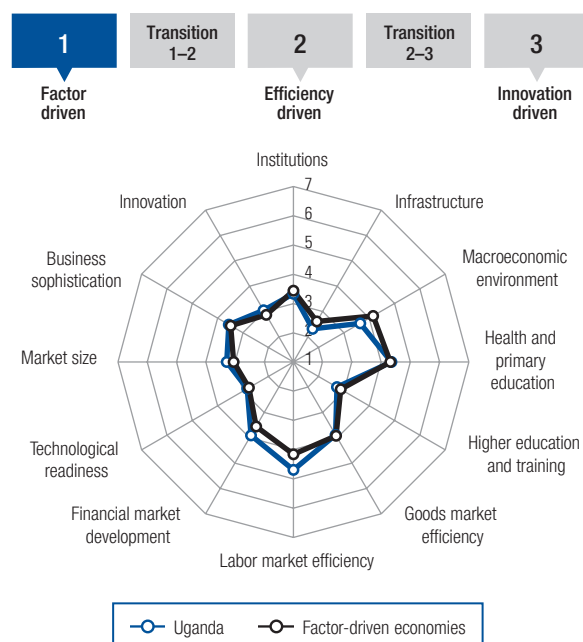 1
Transition
1–2
2
Transition
2–3
3
Factor
driven
Efficiency
driven
Innovation
driven
Institutions
Infrastructure
Macroeconomic
environment
Health and
primary
education
Higher education
and training
Goods market
efficiency
Labor market efficiency
Financial market
development
Technological
readiness
Market size
Business
sophistication
Innovation
7
6
5
4
3
2
1
Uganda
Factor-driven economies